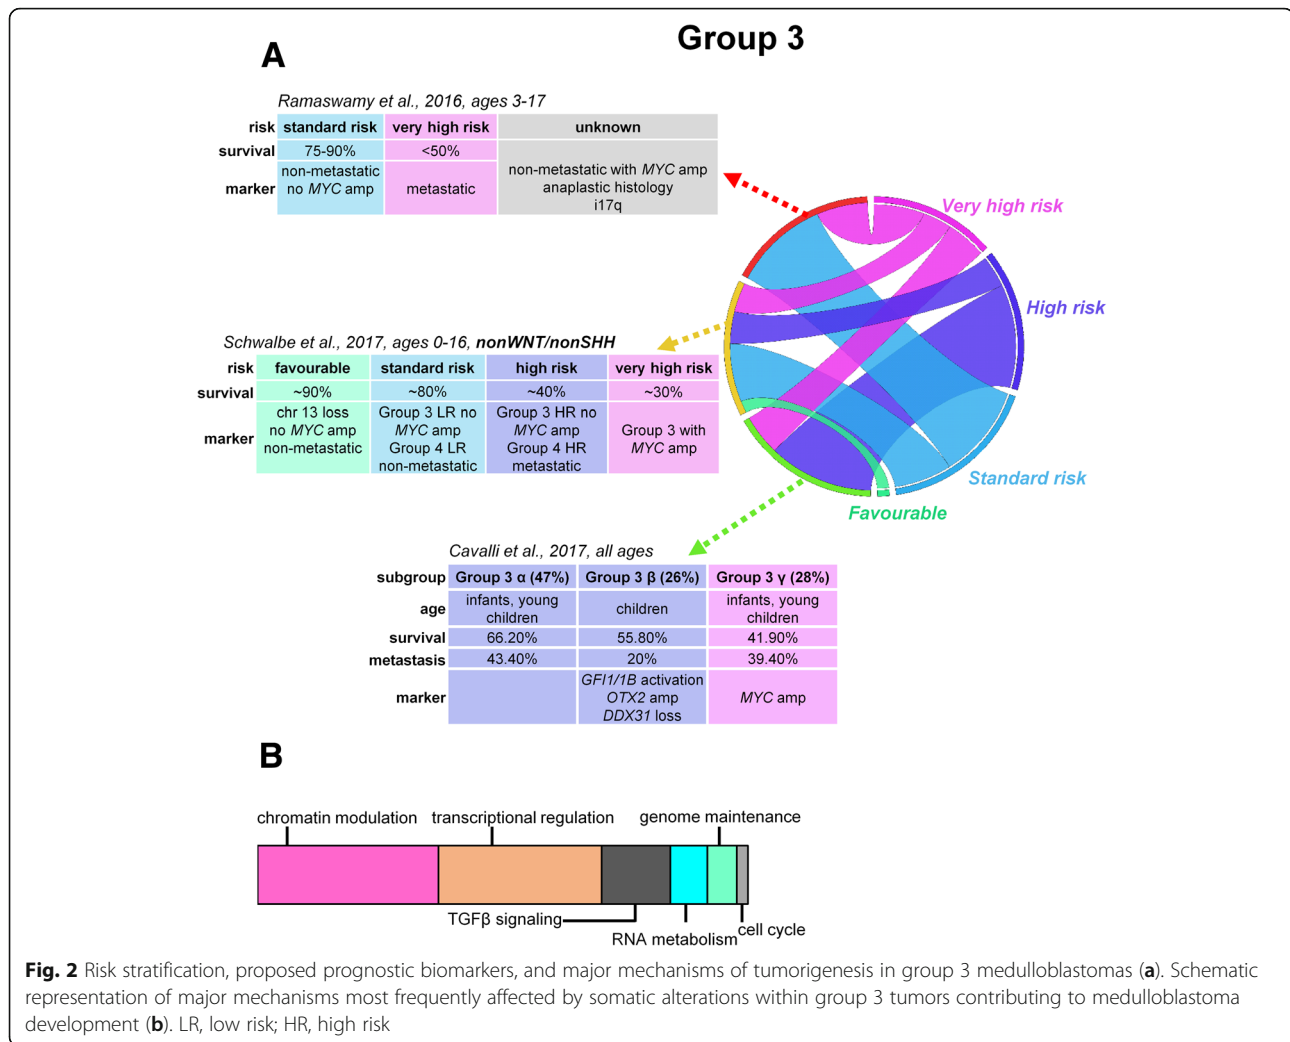 Group 3
A
Ramaswamy et al., 2016, ages 3-17
risk standard risk very high risk unknown
survival 75-90% <50%
marker non-metastatic no MYC amp metastatic non-metastatic with MYC amp anaplastic histology i17q
Very high risk
High risk
Standard risk
Favourable
Schwalbe et al., 2017, ages 0-16, nonWNT/nonSHH
risk favourable standard risk high risk very high risk
survival ~90% ~80% ~40% ~30%
marker chr 13 loss no MYC amp non-metastatic Group 3 LR no MYC amp Group 4 LR non-metastatic Group 3 HR no MYC amp Group 4 HR metastatic Group 3 with MYC amp
Cavalli et al., 2017, all ages
subgroup Group 3 α (47%) Group 3 β (26%) Group 3 γ (28%)
age infants, young children children infants, young children
survival 66.20% 55.80% 41.90%
metastasis 43.40% 20% 39.40%
marker GFI1/1B activation OTX2 amp DDX31 loss MYC amp
B
chromatin modulation transcriptional regulation genome maintenance
TGFβ signaling RNA metabolism cell cycle
Fig. 2 Risk stratification, proposed prognostic biomarkers, and major mechanisms of tumorigenesis in group 3 medulloblastomas (a). Schematic
representation of major mechanisms most frequently affected by somatic alterations within group 3 tumors contributing to medulloblastoma
development (b). LR, low risk; HR, high risk